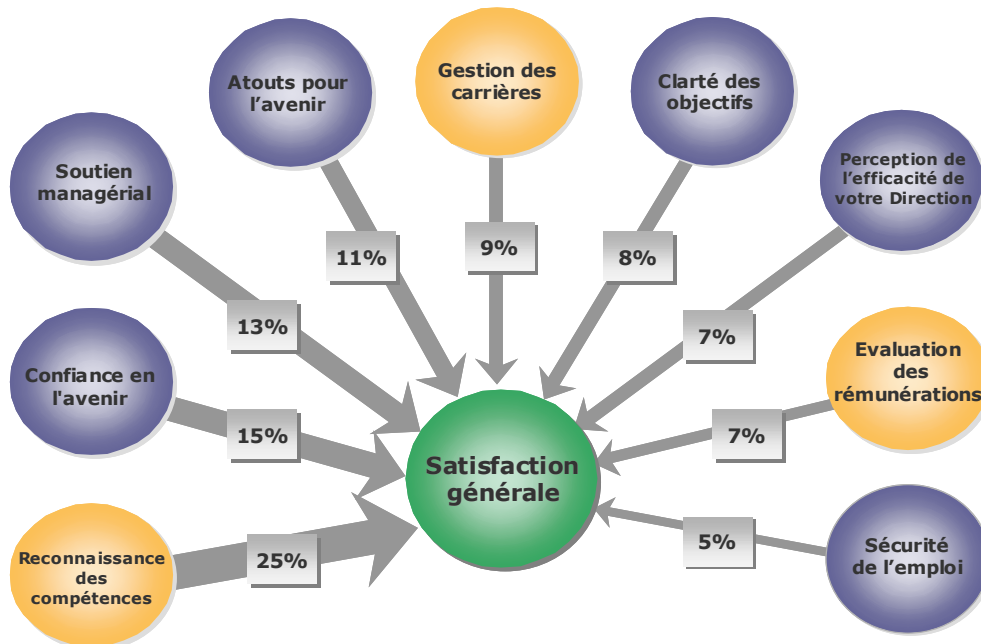 Gestion des
carrières
Atouts pour
l’avenir
Clarté des
objectifs
Soutien
managérial
Perception de
l’efficacité de
votre Direction
11%
9%
8%
13%
7%
Confiance en
l'avenir
Evaluation
des
rémunérations
15%
7%
Satisfaction
générale
Reconnaissance
des
compétences
25%
5%
Sécurité
de l’emploi